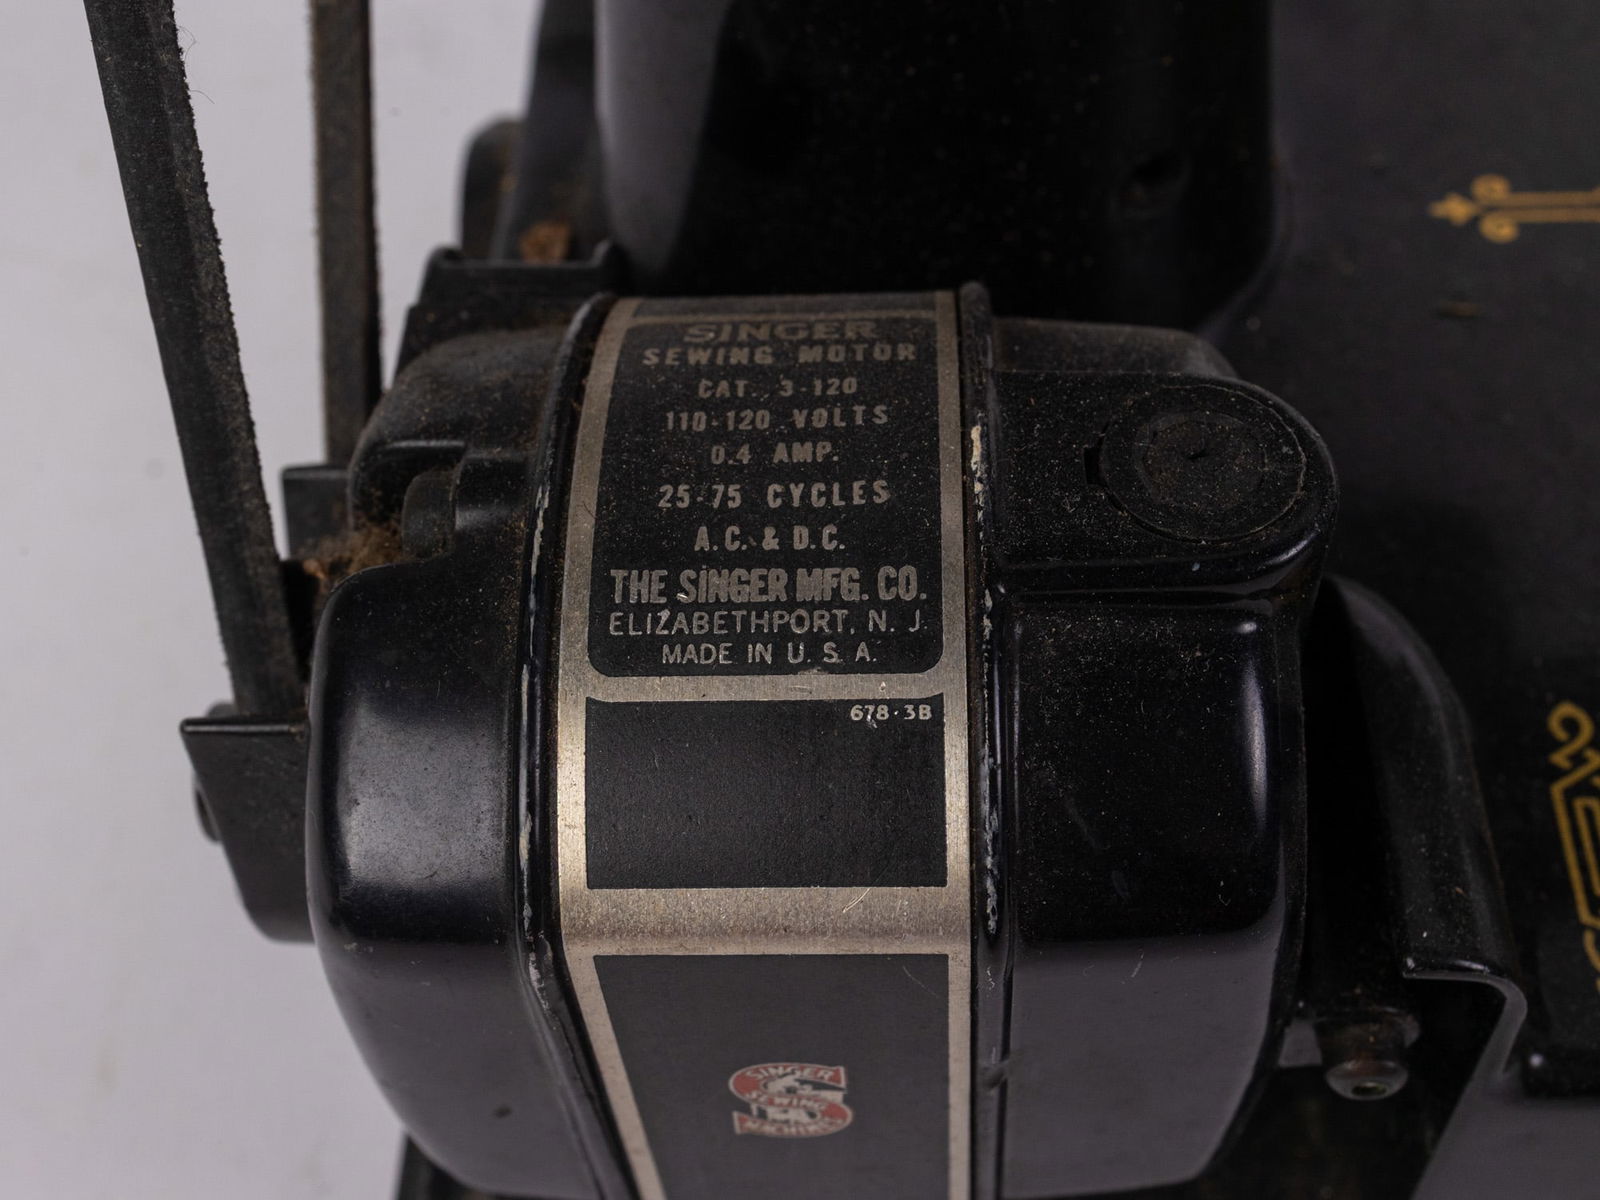 SINGER
SEWING MOTOR
CAT. 3-120
110-120 VOLTS
0.4 AMP.
25-75 CYCLES
A.C. & D.C.
THE SINGER MFG. CO.
ELIZABETHPORT, N. J.
MADE IN U. S. A.
678-3B
SINGER
SEWING
MACHINES